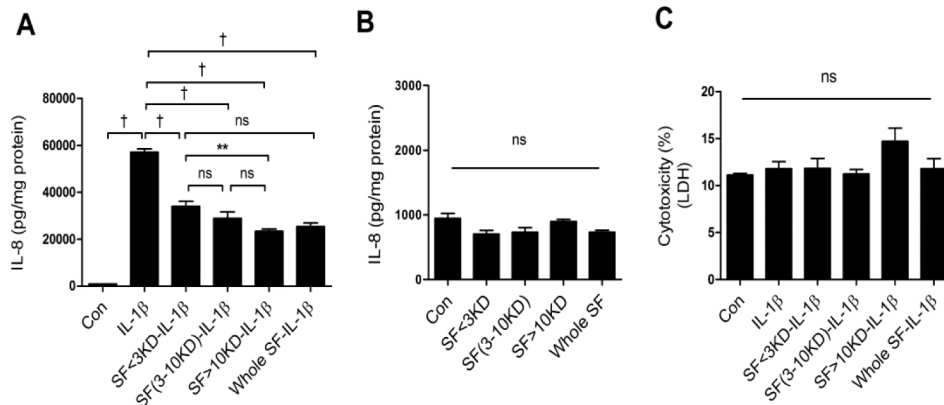 A
B
C
†
†
†
†
†
ns
**
ns
ns
IL-8 (pg/mg protein)
80000
60000
40000
20000
0
Con
IL-1β
SF<3KD-IL-1β
SF(3-10KD)-IL-1β
SF>10KD-IL-1β
Whole SF-IL-1β
ns
IL-8 (pg/mg protein)
3000
2000
1000
0
Con
SF<3KD
SF(3-10KD))
SF>10KD
Whole SF
ns
Cytotoxicity (%)
(LDH)
20
15
10
5
0
Con
IL-1β
SF<3KD-IL-1β
SF(3-10KD)-IL-1β
SF>10KD-IL-1β
Whole SF-IL-1β